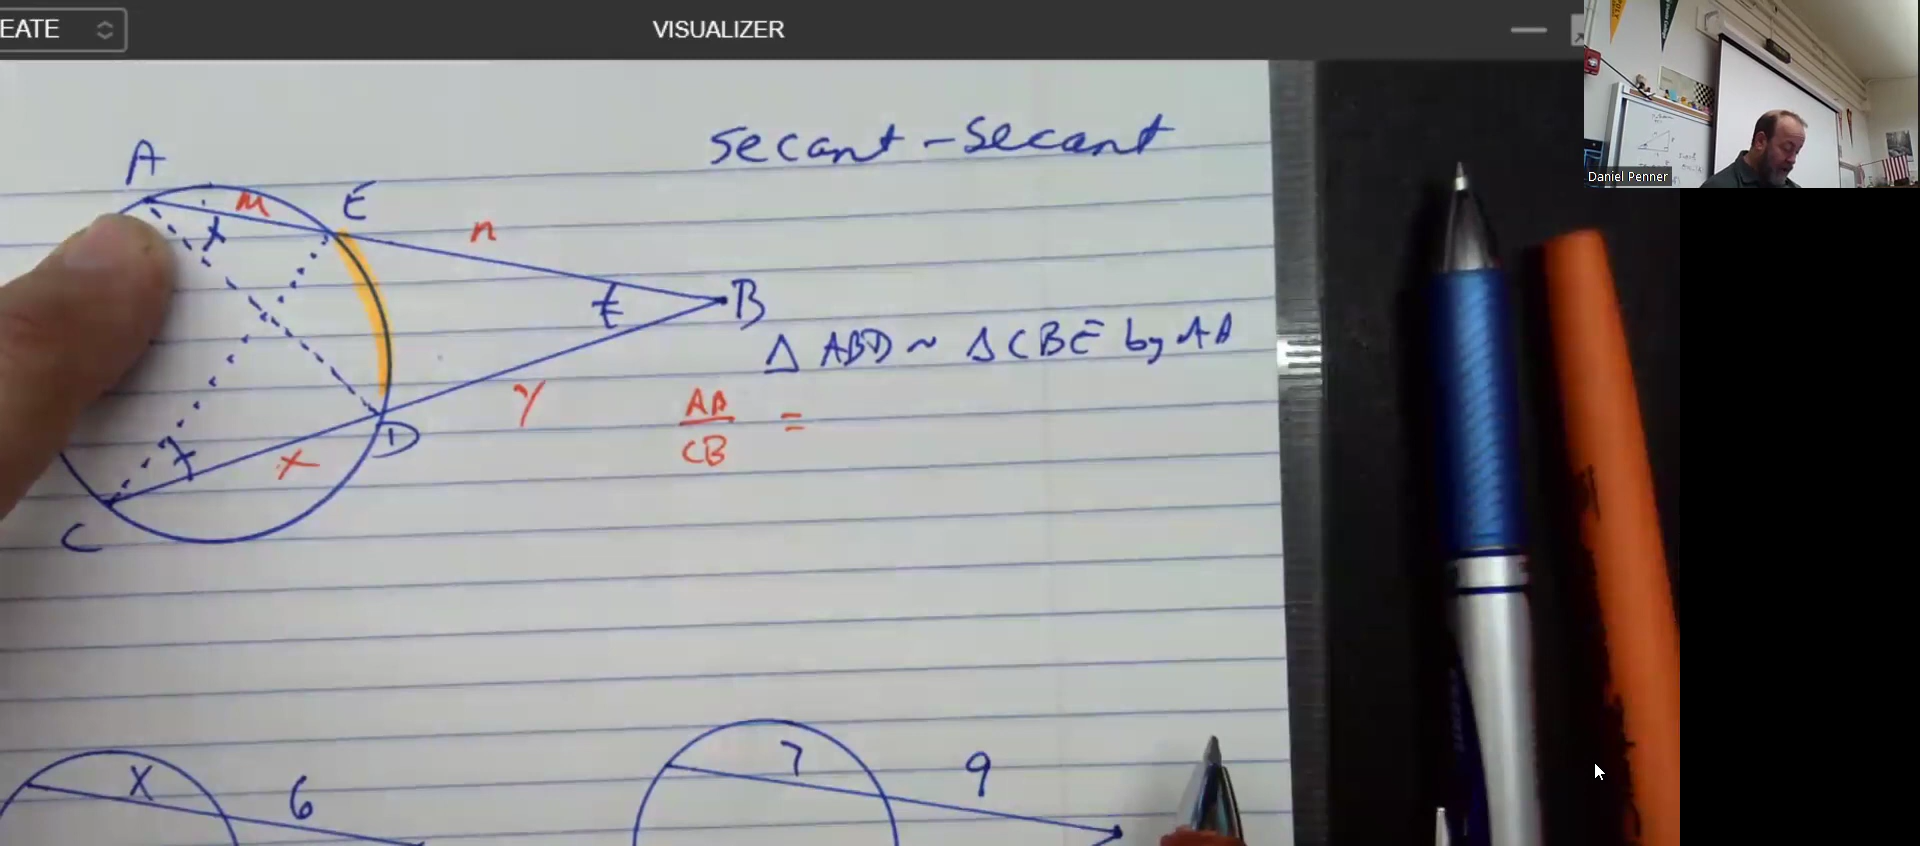 EATE
VISUALIZER
Daniel Penner
secant - secant
A
m
E
n
t
B
Δ ABD ~ Δ CBE by AA
y
AB
CB
=
D
x
C
X
6
7
9